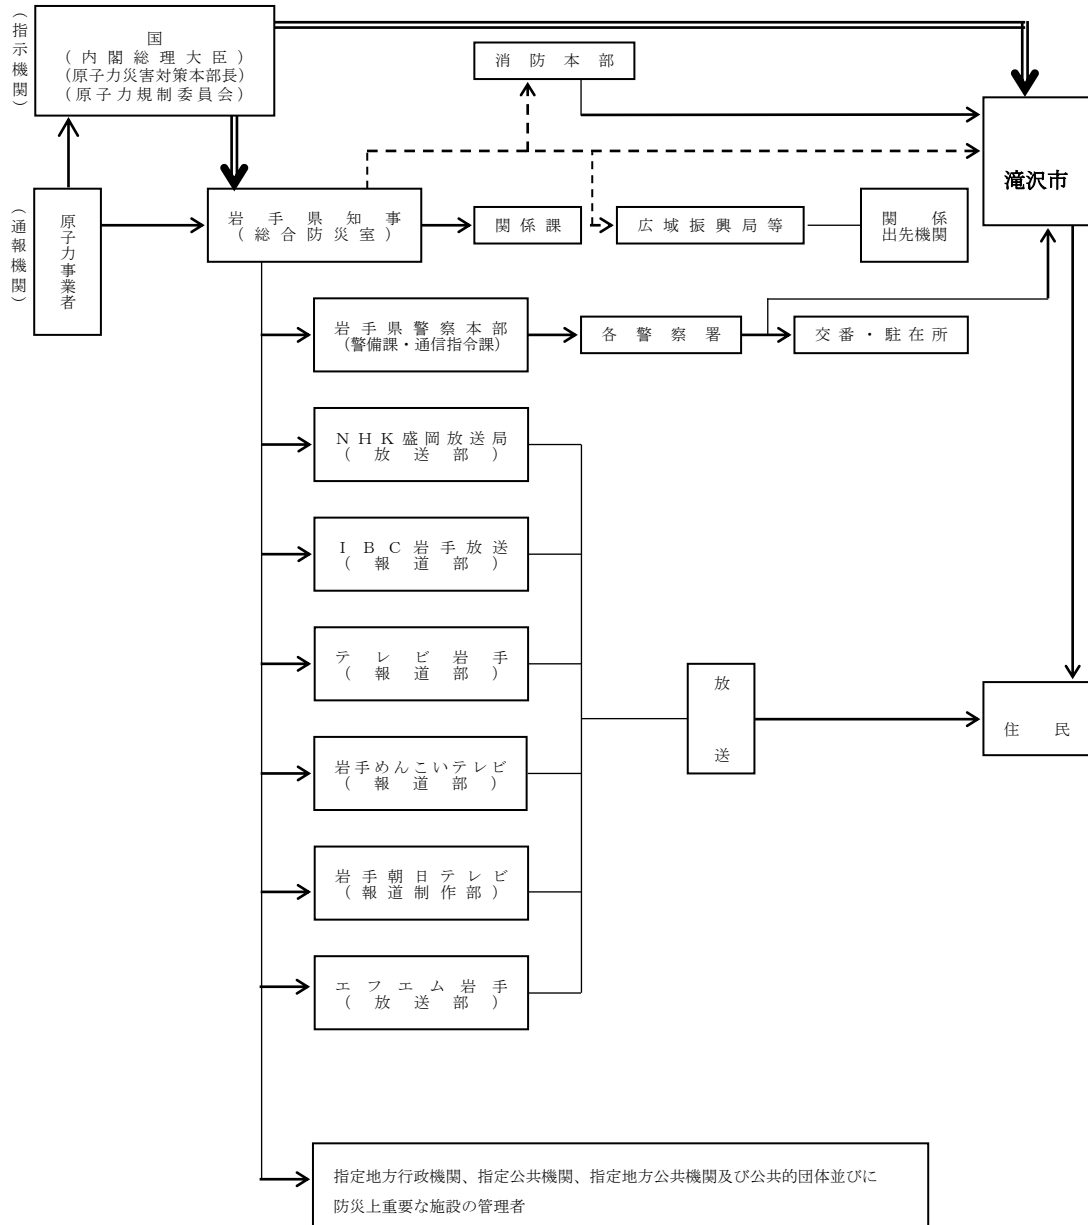 （指示機関）
国
（内閣総理大臣）
（原子力災害対策本部長）
（原子力規制委員会）
消防本部
滝沢市
（通報機関）
原子力事業者
岩手県知事
（総合防災室）
関係課
広域振興局等
関係
出先機関
岩手県警察本部
（警備課・通信指令課）
各警察署
交番・駐在所
ＮＨＫ盛岡放送局
（放送部）
ＩＢＣ岩手放送
（報道部）
テレビ岩手
（報道部）
放送
住民
岩手めんこいテレビ
（報道部）
岩手朝日テレビ
（報道制作部）
エフエム岩手
（放送部）
指定地方行政機関、指定公共機関、指定地方公共機関及び公共的団体並びに
防災上重要な施設の管理者